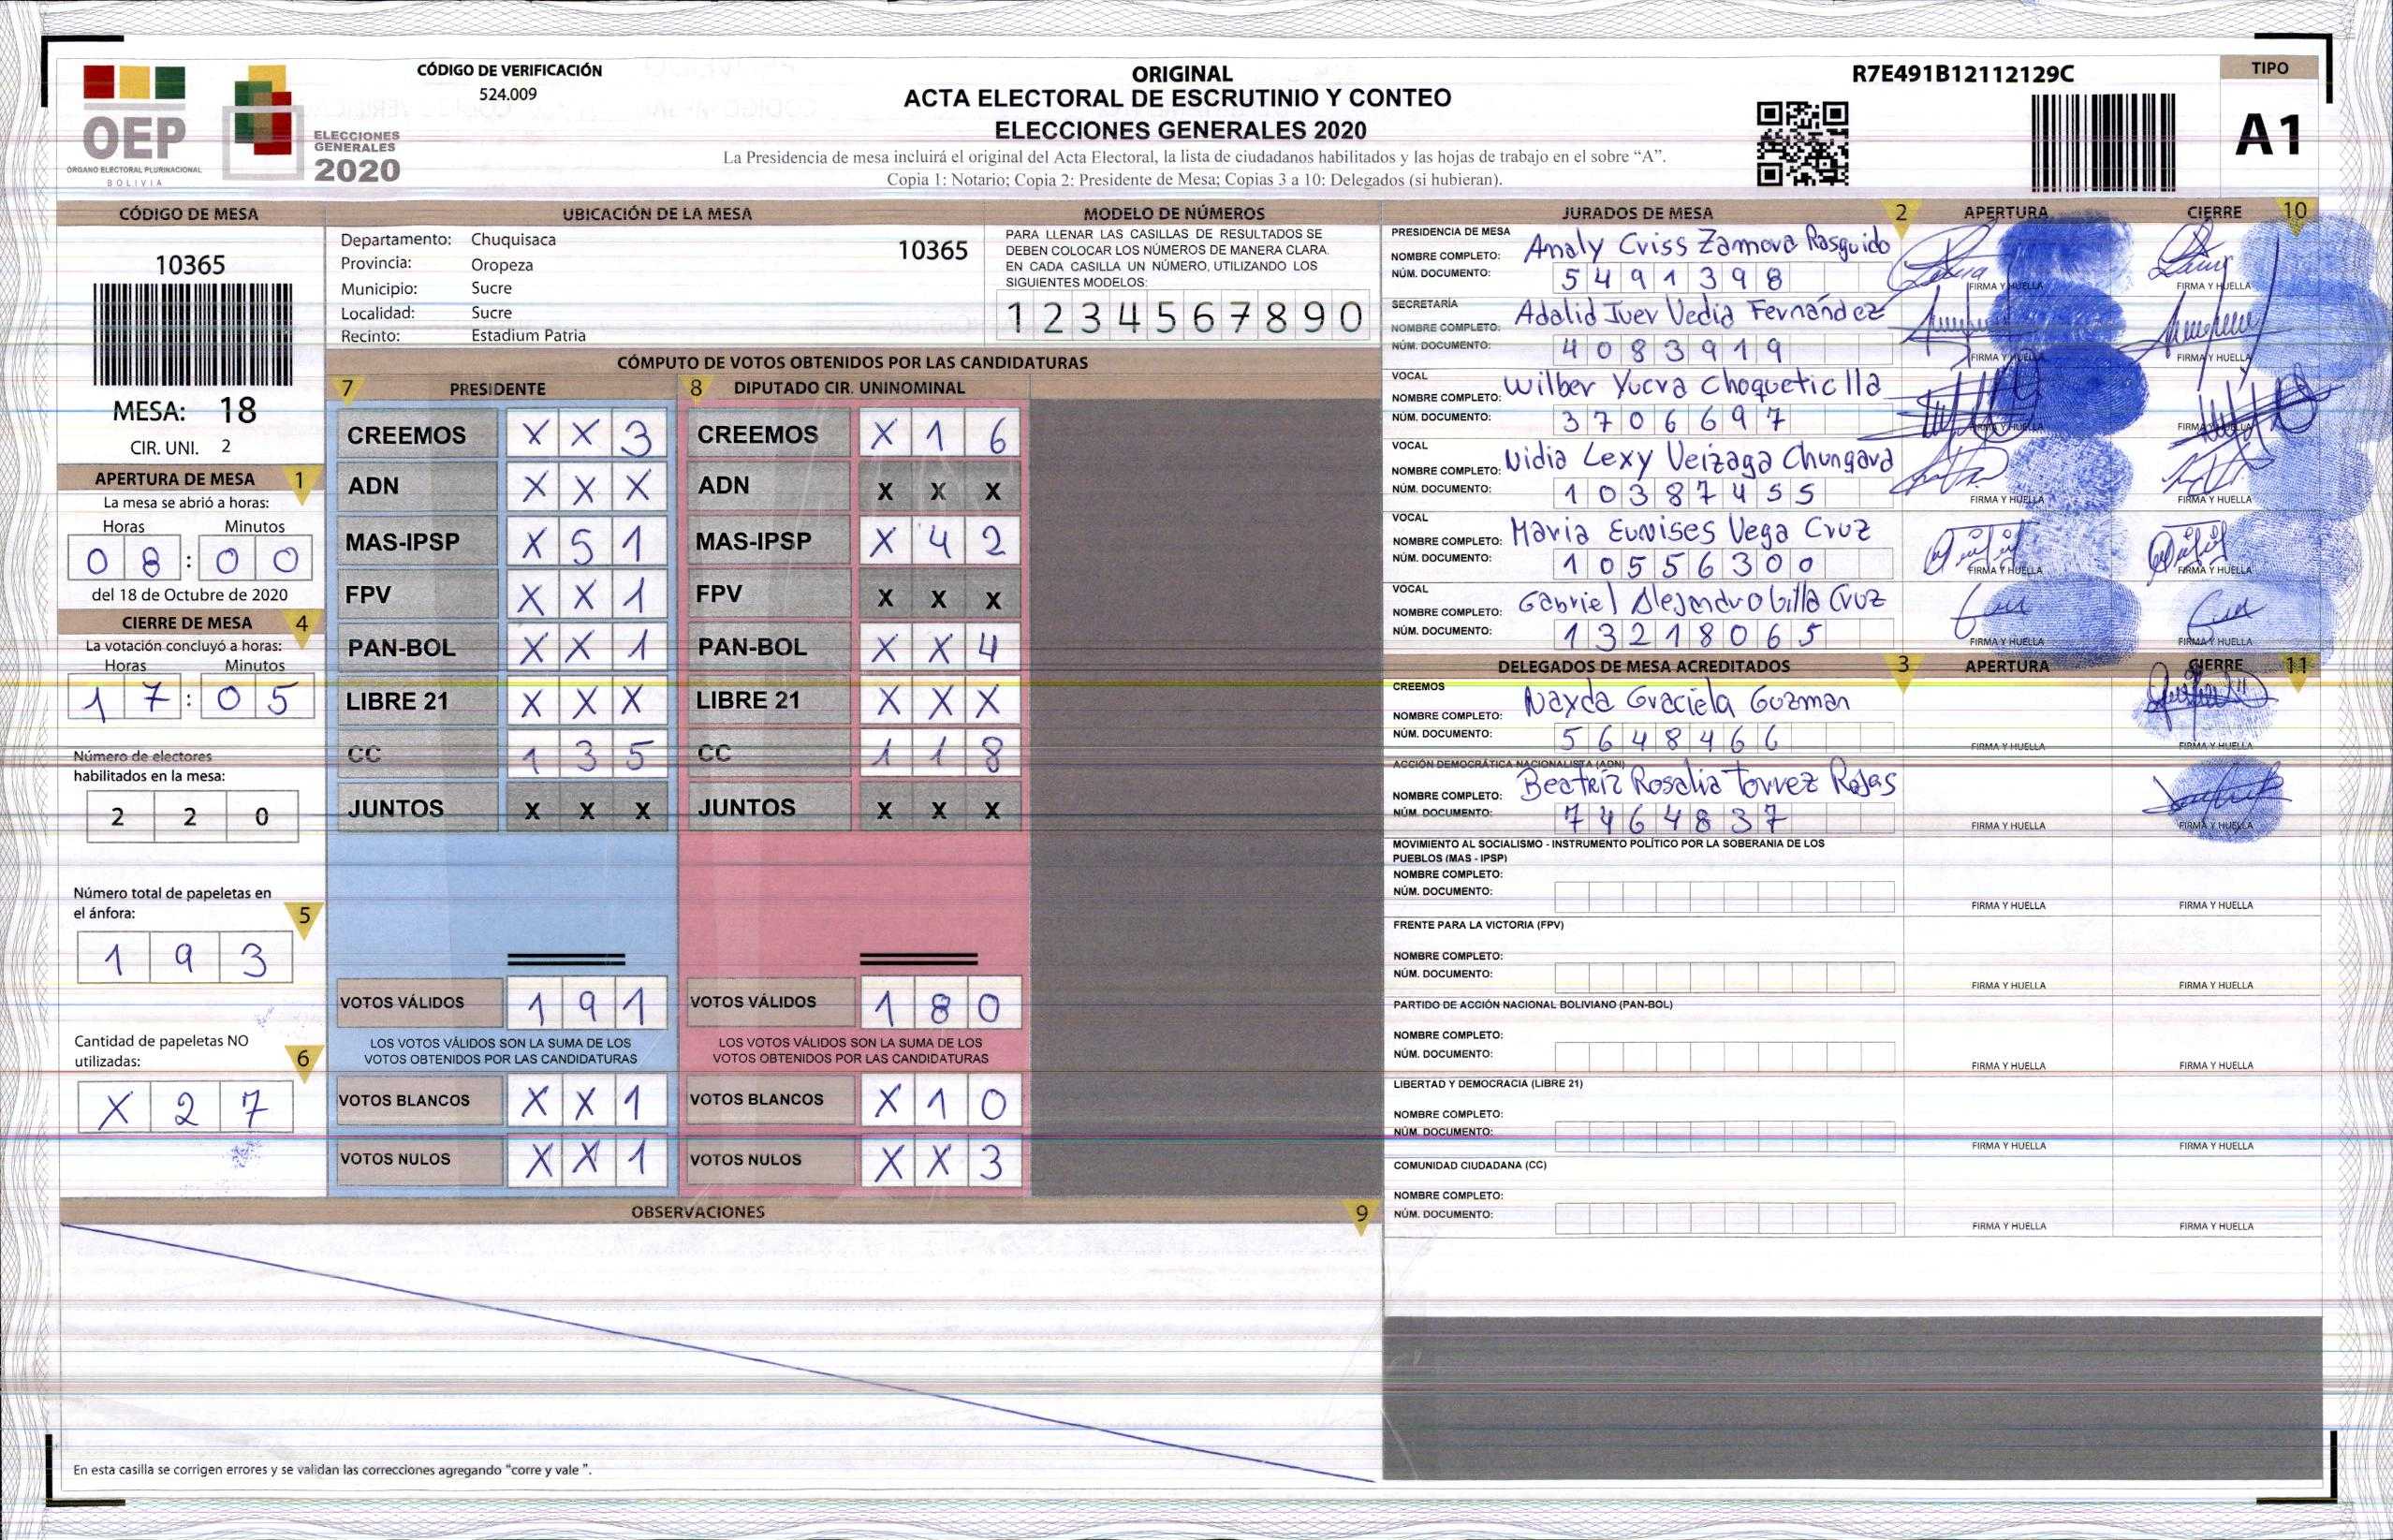 CÓDIGO DE VERIFICACIÓN
524.009
OEP
ÓRGANO ELECTORAL PLURINACIONAL
BOLIVIA
ELECCIONES
GENERALES
2020
ORIGINAL
ACTA ELECTORAL DE ESCRUTINIO Y CONTEO
ELECCIONES GENERALES 2020
La Presidencia de mesa incluirá el original del Acta Electoral, la lista de ciudadanos habilitados y las hojas de trabajo en el sobre “A”.
Copia 1: Notario; Copia 2: Presidente de Mesa; Copias 3 a 10: Delegados (si hubieran).
R7E491B12112129C
TIPO
A1
CÓDIGO DE MESA
10365
MESA: 18
CIR. UNI. 2
APERTURA DE MESA 1
La mesa se abrió a horas:
Horas Minutos
0 8 : 0 0
del 18 de Octubre de 2020
CIERRE DE MESA 4
La votación concluyó a horas:
Horas Minutos
1 7 : 0 5
Número de electores
habilitados en la mesa:
2 2 0
Número total de papeletas en
el ánfora: 5
1 9 3
Cantidad de papeletas NO
utilizadas: 6
X 2 7
UBICACIÓN DE LA MESA
Departamento: Chuquisaca 10365
Provincia: Oropeza
Municipio: Sucre
Localidad: Sucre
Recinto: Estadium Patria
MODELO DE NÚMEROS
PARA LLENAR LAS CASILLAS DE RESULTADOS SE
DEBEN COLOCAR LOS NÚMEROS DE MANERA CLARA.
EN CADA CASILLA UN NÚMERO, UTILIZANDO LOS
SIGUIENTES MODELOS:
1 2 3 4 5 6 7 8 9 0
CÓMPUTO DE VOTOS OBTENIDOS POR LAS CANDIDATURAS
7 PRESIDENTE 8 DIPUTADO CIR. UNINOMINAL
CREEMOS X X 3 CREEMOS X 1 6
ADN X X X ADN X X X
MAS-IPSP X 5 1 MAS-IPSP X 4 2
FPV X X 1 FPV X X X
PAN-BOL X X 1 PAN-BOL X X 4
LIBRE 21 X X X LIBRE 21 X X X
CC 1 3 5 CC 1 1 8
JUNTOS X X X JUNTOS X X X
VOTOS VÁLIDOS 1 9 1 VOTOS VÁLIDOS 1 8 0
LOS VOTOS VÁLIDOS SON LA SUMA DE LOS LOS VOTOS VÁLIDOS SON LA SUMA DE LOS
VOTOS OBTENIDOS POR LAS CANDIDATURAS VOTOS OBTENIDOS POR LAS CANDIDATURAS
VOTOS BLANCOS X X 1 VOTOS BLANCOS X 1 0
VOTOS NULOS X X 1 VOTOS NULOS X X 3
OBSERVACIONES 9
En esta casilla se corrigen errores y se validan las correcciones agregando “corre y vale ”.
JURADOS DE MESA 2 APERTURA CIERRE 10
PRESIDENCIA DE MESA
NOMBRE COMPLETO: Analy Criss Zamora Rasguido
NÚM. DOCUMENTO: 5 4 9 1 3 9 8 FIRMA Y HUELLA FIRMA Y HUELLA
SECRETARÍA
NOMBRE COMPLETO: Adalid Iver Vedia Fernández
NÚM. DOCUMENTO: 4 0 8 3 9 1 9 FIRMA Y HUELLA FIRMA Y HUELLA
VOCAL
NOMBRE COMPLETO: Wilber Yucra Choqueticlla
NÚM. DOCUMENTO: 3 7 0 6 6 9 7 FIRMA Y HUELLA FIRMA Y HUELLA
VOCAL
NOMBRE COMPLETO: Nidia Lexy Veizaga Chungara
NÚM. DOCUMENTO: 1 0 3 8 7 4 5 5 FIRMA Y HUELLA FIRMA Y HUELLA
VOCAL
NOMBRE COMPLETO: Maria Eunises Vega Cruz
NÚM. DOCUMENTO: 1 0 5 5 6 3 0 0 FIRMA Y HUELLA FIRMA Y HUELLA
VOCAL
NOMBRE COMPLETO: Gabriel Alejandro Cruz
NÚM. DOCUMENTO: 1 3 2 1 8 0 6 5 FIRMA Y HUELLA FIRMA Y HUELLA
DELEGADOS DE MESA ACREDITADOS 3 APERTURA CIERRE 11
CREEMOS
NOMBRE COMPLETO: Nayda Graciela Guzman
NÚM. DOCUMENTO: 5 6 4 8 4 6 6 FIRMA Y HUELLA FIRMA Y HUELLA
ACCIÓN DEMOCRÁTICA NACIONALISTA (ADN)
NOMBRE COMPLETO: Beatriz Rosalia Torrez Rojas
NÚM. DOCUMENTO: 7 4 6 4 8 3 7 FIRMA Y HUELLA FIRMA Y HUELLA
MOVIMIENTO AL SOCIALISMO - INSTRUMENTO POLÍTICO POR LA SOBERANIA DE LOS
PUEBLOS (MAS - IPSP)
NOMBRE COMPLETO:
NÚM. DOCUMENTO: FIRMA Y HUELLA FIRMA Y HUELLA
FRENTE PARA LA VICTORIA (FPV)
NOMBRE COMPLETO:
NÚM. DOCUMENTO: FIRMA Y HUELLA FIRMA Y HUELLA
PARTIDO DE ACCIÓN NACIONAL BOLIVIANO (PAN-BOL)
NOMBRE COMPLETO:
NÚM. DOCUMENTO: FIRMA Y HUELLA FIRMA Y HUELLA
LIBERTAD Y DEMOCRACIA (LIBRE 21)
NOMBRE COMPLETO:
NÚM. DOCUMENTO: FIRMA Y HUELLA FIRMA Y HUELLA
COMUNIDAD CIUDADANA (CC)
NOMBRE COMPLETO:
NÚM. DOCUMENTO: FIRMA Y HUELLA FIRMA Y HUELLA